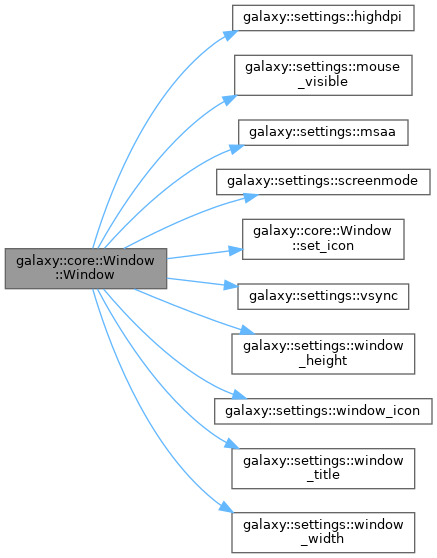 galaxy::settings::highdpi
galaxy::settings::mouse
_visible
galaxy::settings::msaa
galaxy::settings::screenmode
galaxy::core::Window
::set_icon
galaxy::core::Window
::Window
galaxy::settings::vsync
galaxy::settings::window
_height
galaxy::settings::window_icon
galaxy::settings::window
_title
galaxy::settings::window
_width